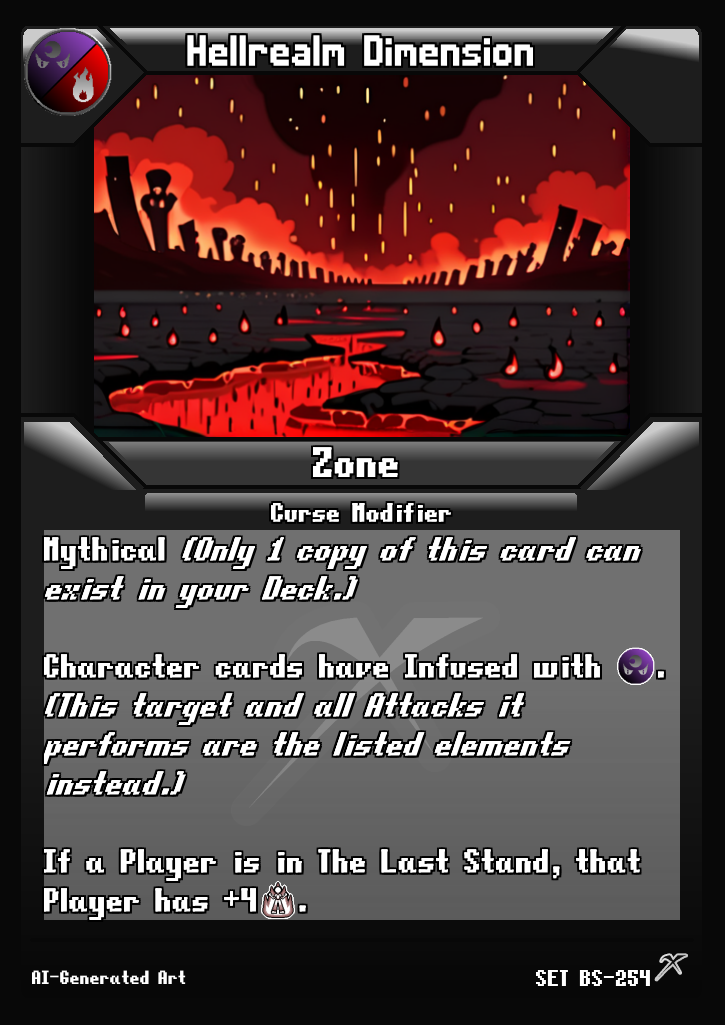 Hellrealm Dimension
Zone
Curse Modifier
Mythical (Only 1 copy of this card can
exist in your Deck.)
Character cards have Infused with .
(This target and all Attacks it
performs are the listed elements
instead.)
If a Player is in The Last Stand, that
Player has +4 .
AI-Generated Art
SET BS-254